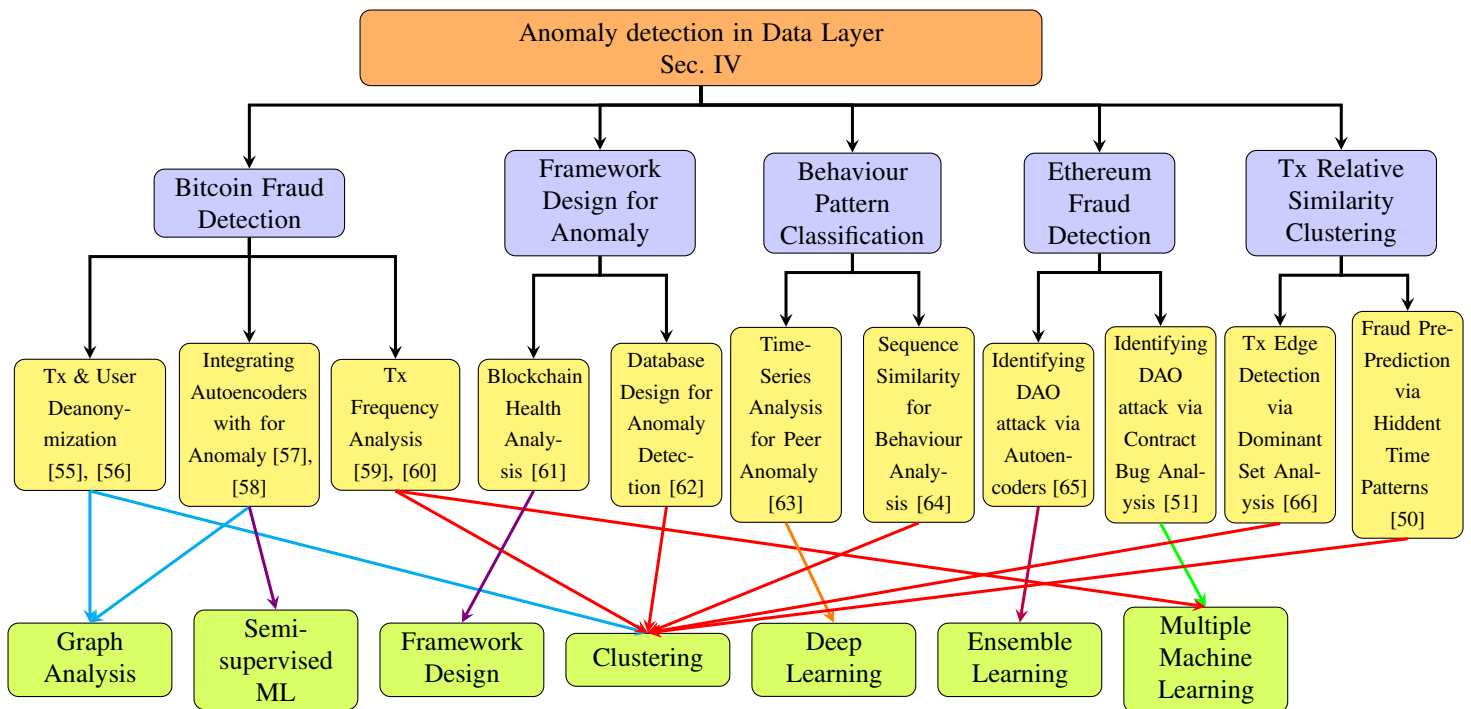 Anomaly detection in Data Layer
Sec. IV
Bitcoin Fraud
Detection
Framework
Design for
Anomaly
Behaviour
Pattern
Classification
Ethereum
Fraud
Detection
Tx Relative
Similarity
Clustering
Tx & User
Deanony-
mization
[55], [56]
Integrating
Autoencoders
with for
Anomaly [57],
[58]
Tx
Frequency
Analysis
[59], [60]
Blockchain
Health
Analy-
sis [61]
Database
Design for
Anomaly
Detec-
tion [62]
Time-
Series
Analysis
for Peer
Anomaly
[63]
Sequence
Similarity
for
Behaviour
Analy-
sis [64]
Identifying
DAO
attack via
Autoen-
coders [65]
Identifying
DAO
attack via
Contract
Bug Anal-
ysis [51]
Tx Edge
Detection
via
Dominant
Set Anal-
ysis [66]
Fraud Pre-
Prediction
via
Hiddent
Time
Patterns
[50]
Graph
Analysis
Semi-
supervised
ML
Framework
Design
Clustering
Deep
Learning
Ensemble
Learning
Multiple
Machine
Learning